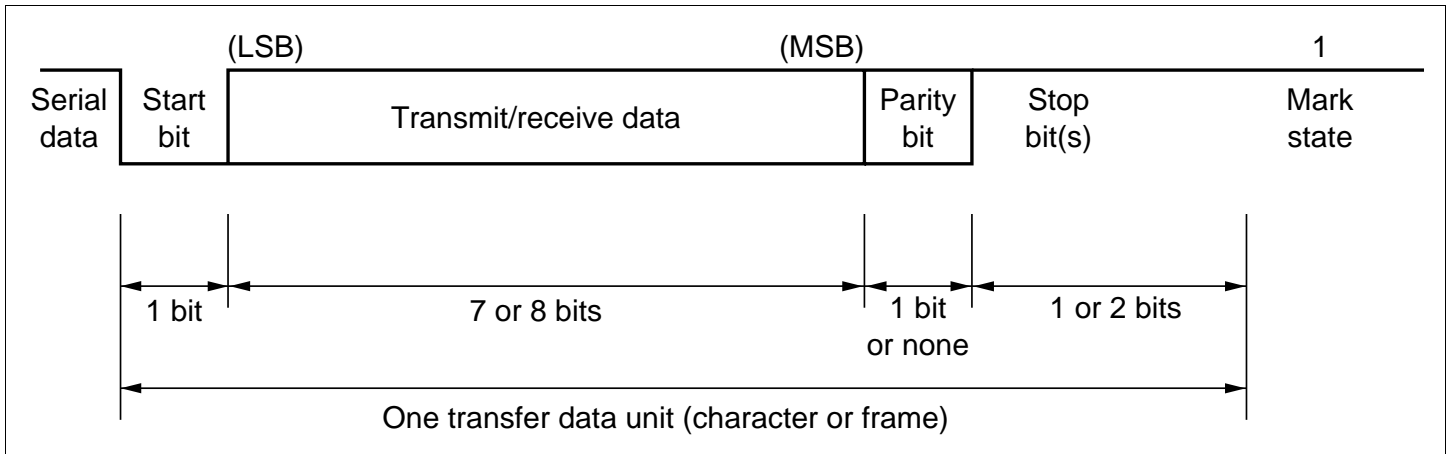 (LSB) (MSB) 1
Serial Start Transmit/receive data Parity Stop Mark
data bit bit bit(s) state
1 bit 7 or 8 bits 1 bit 1 or 2 bits
or none
One transfer data unit (character or frame)